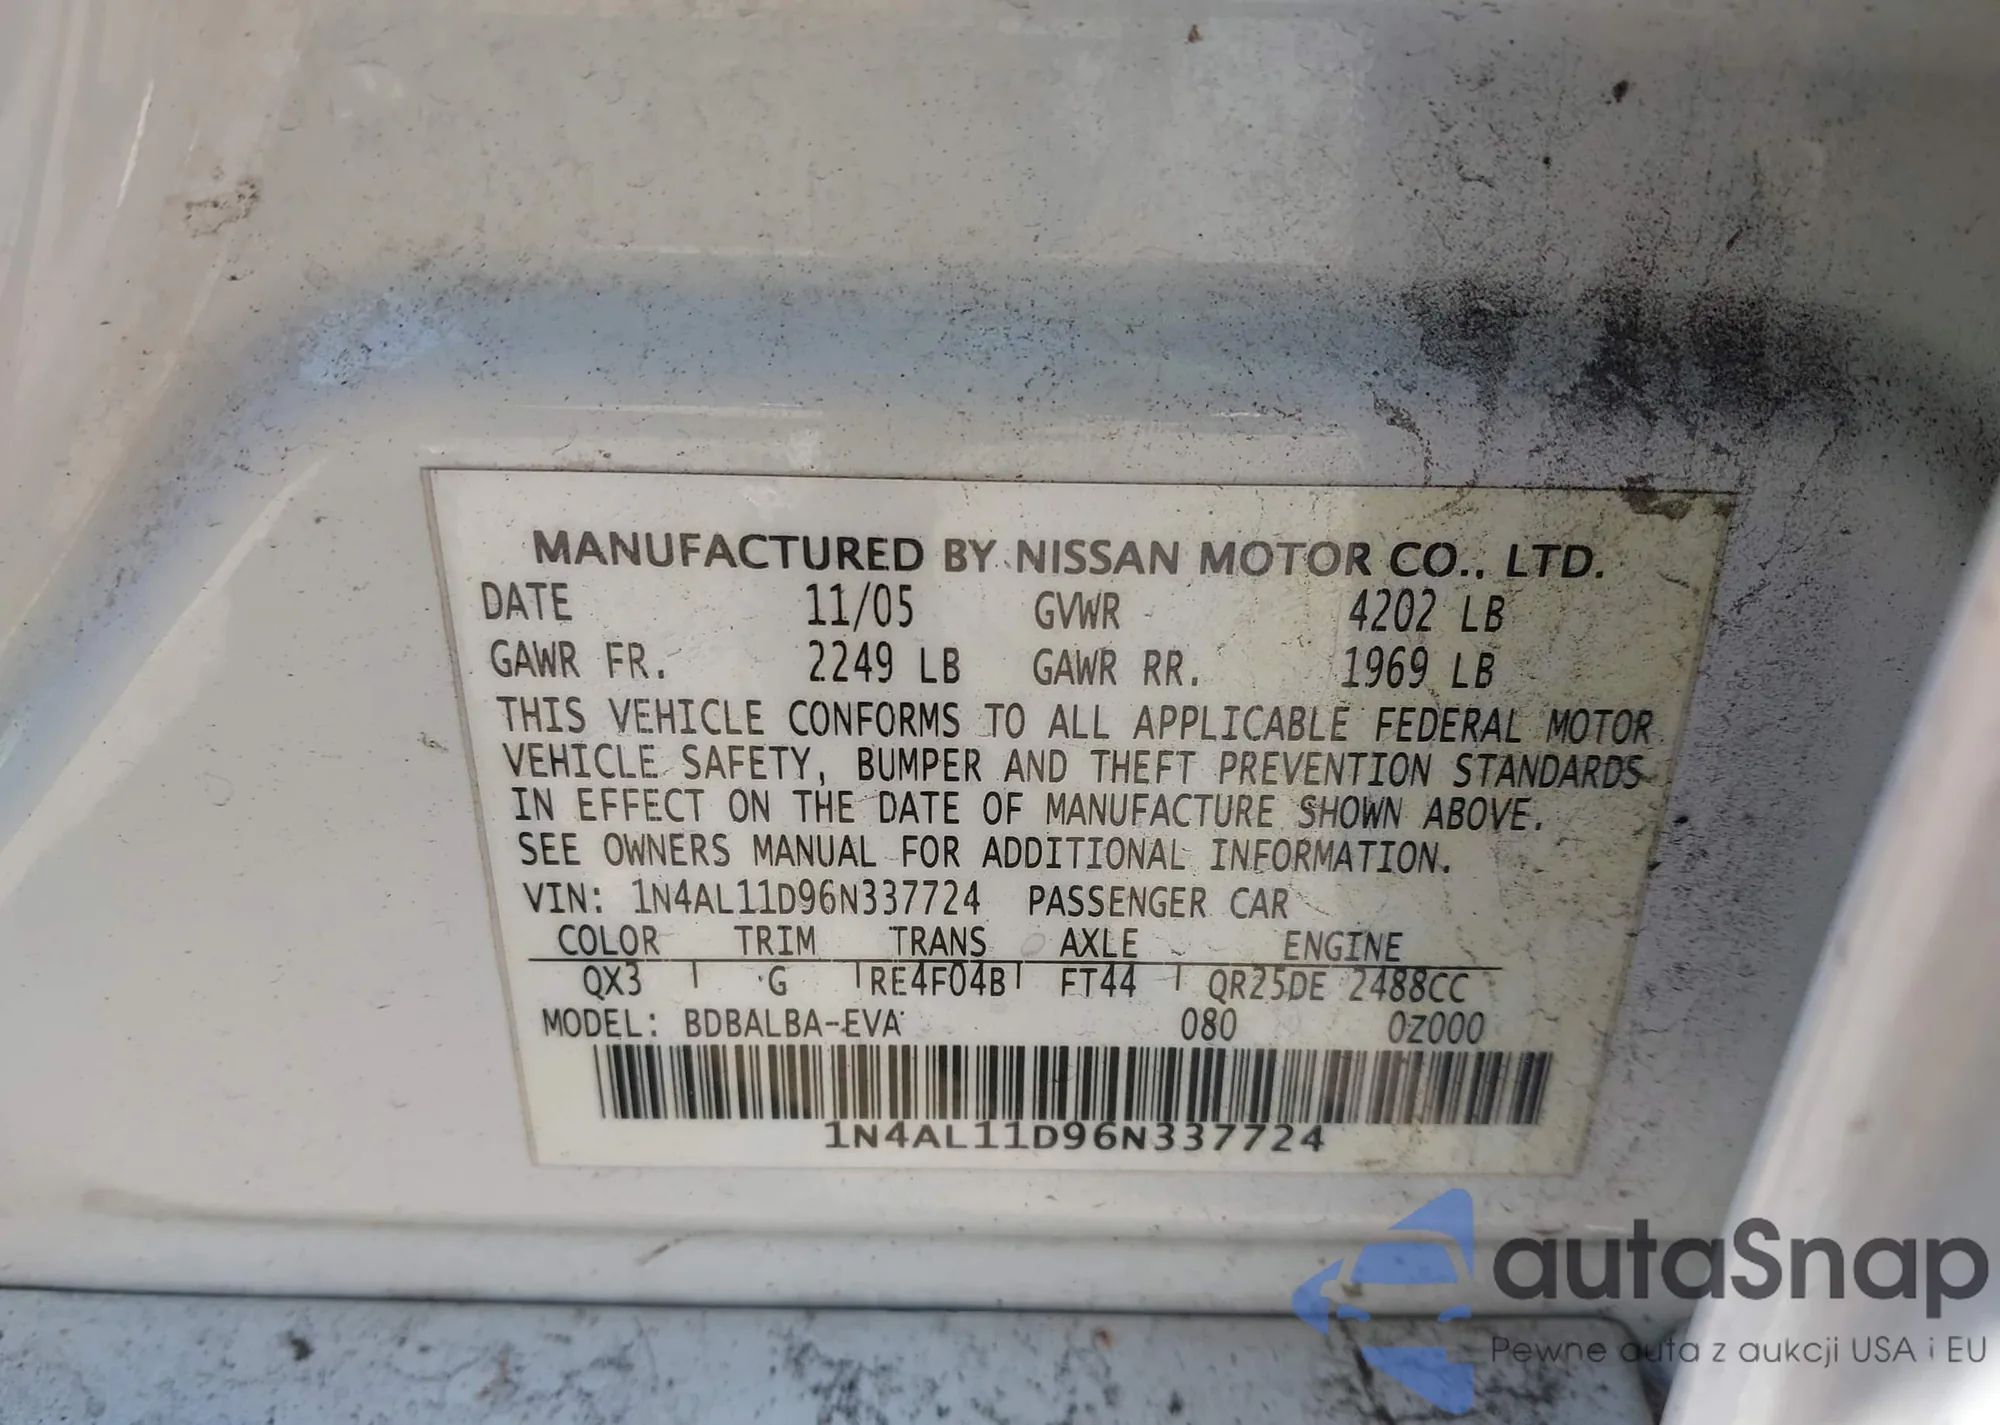 MANUFACTURED BY NISSAN MOTOR CO., LTD.
DATE 11/05 GVWR 4202 LB
GAWR FR. 2249 LB GAWR RR. 1969 LB
THIS VEHICLE CONFORMS TO ALL APPLICABLE FEDERAL MOTOR
VEHICLE SAFETY, BUMPER AND THEFT PREVENTION STANDARDS
IN EFFECT ON THE DATE OF MANUFACTURE SHOWN ABOVE.
SEE OWNERS MANUAL FOR ADDITIONAL INFORMATION.
VIN: 1N4AL11D96N337724 PASSENGER CAR
COLOR TRIM TRANS AXLE ENGINE
QX3 G RE4F04B FT44 QR25DE 2488CC
MODEL: BDBALBA-EVA 080 0Z000
1N4AL11D96N337724
autaSnap
Pewne auta z aukcji USA i EU